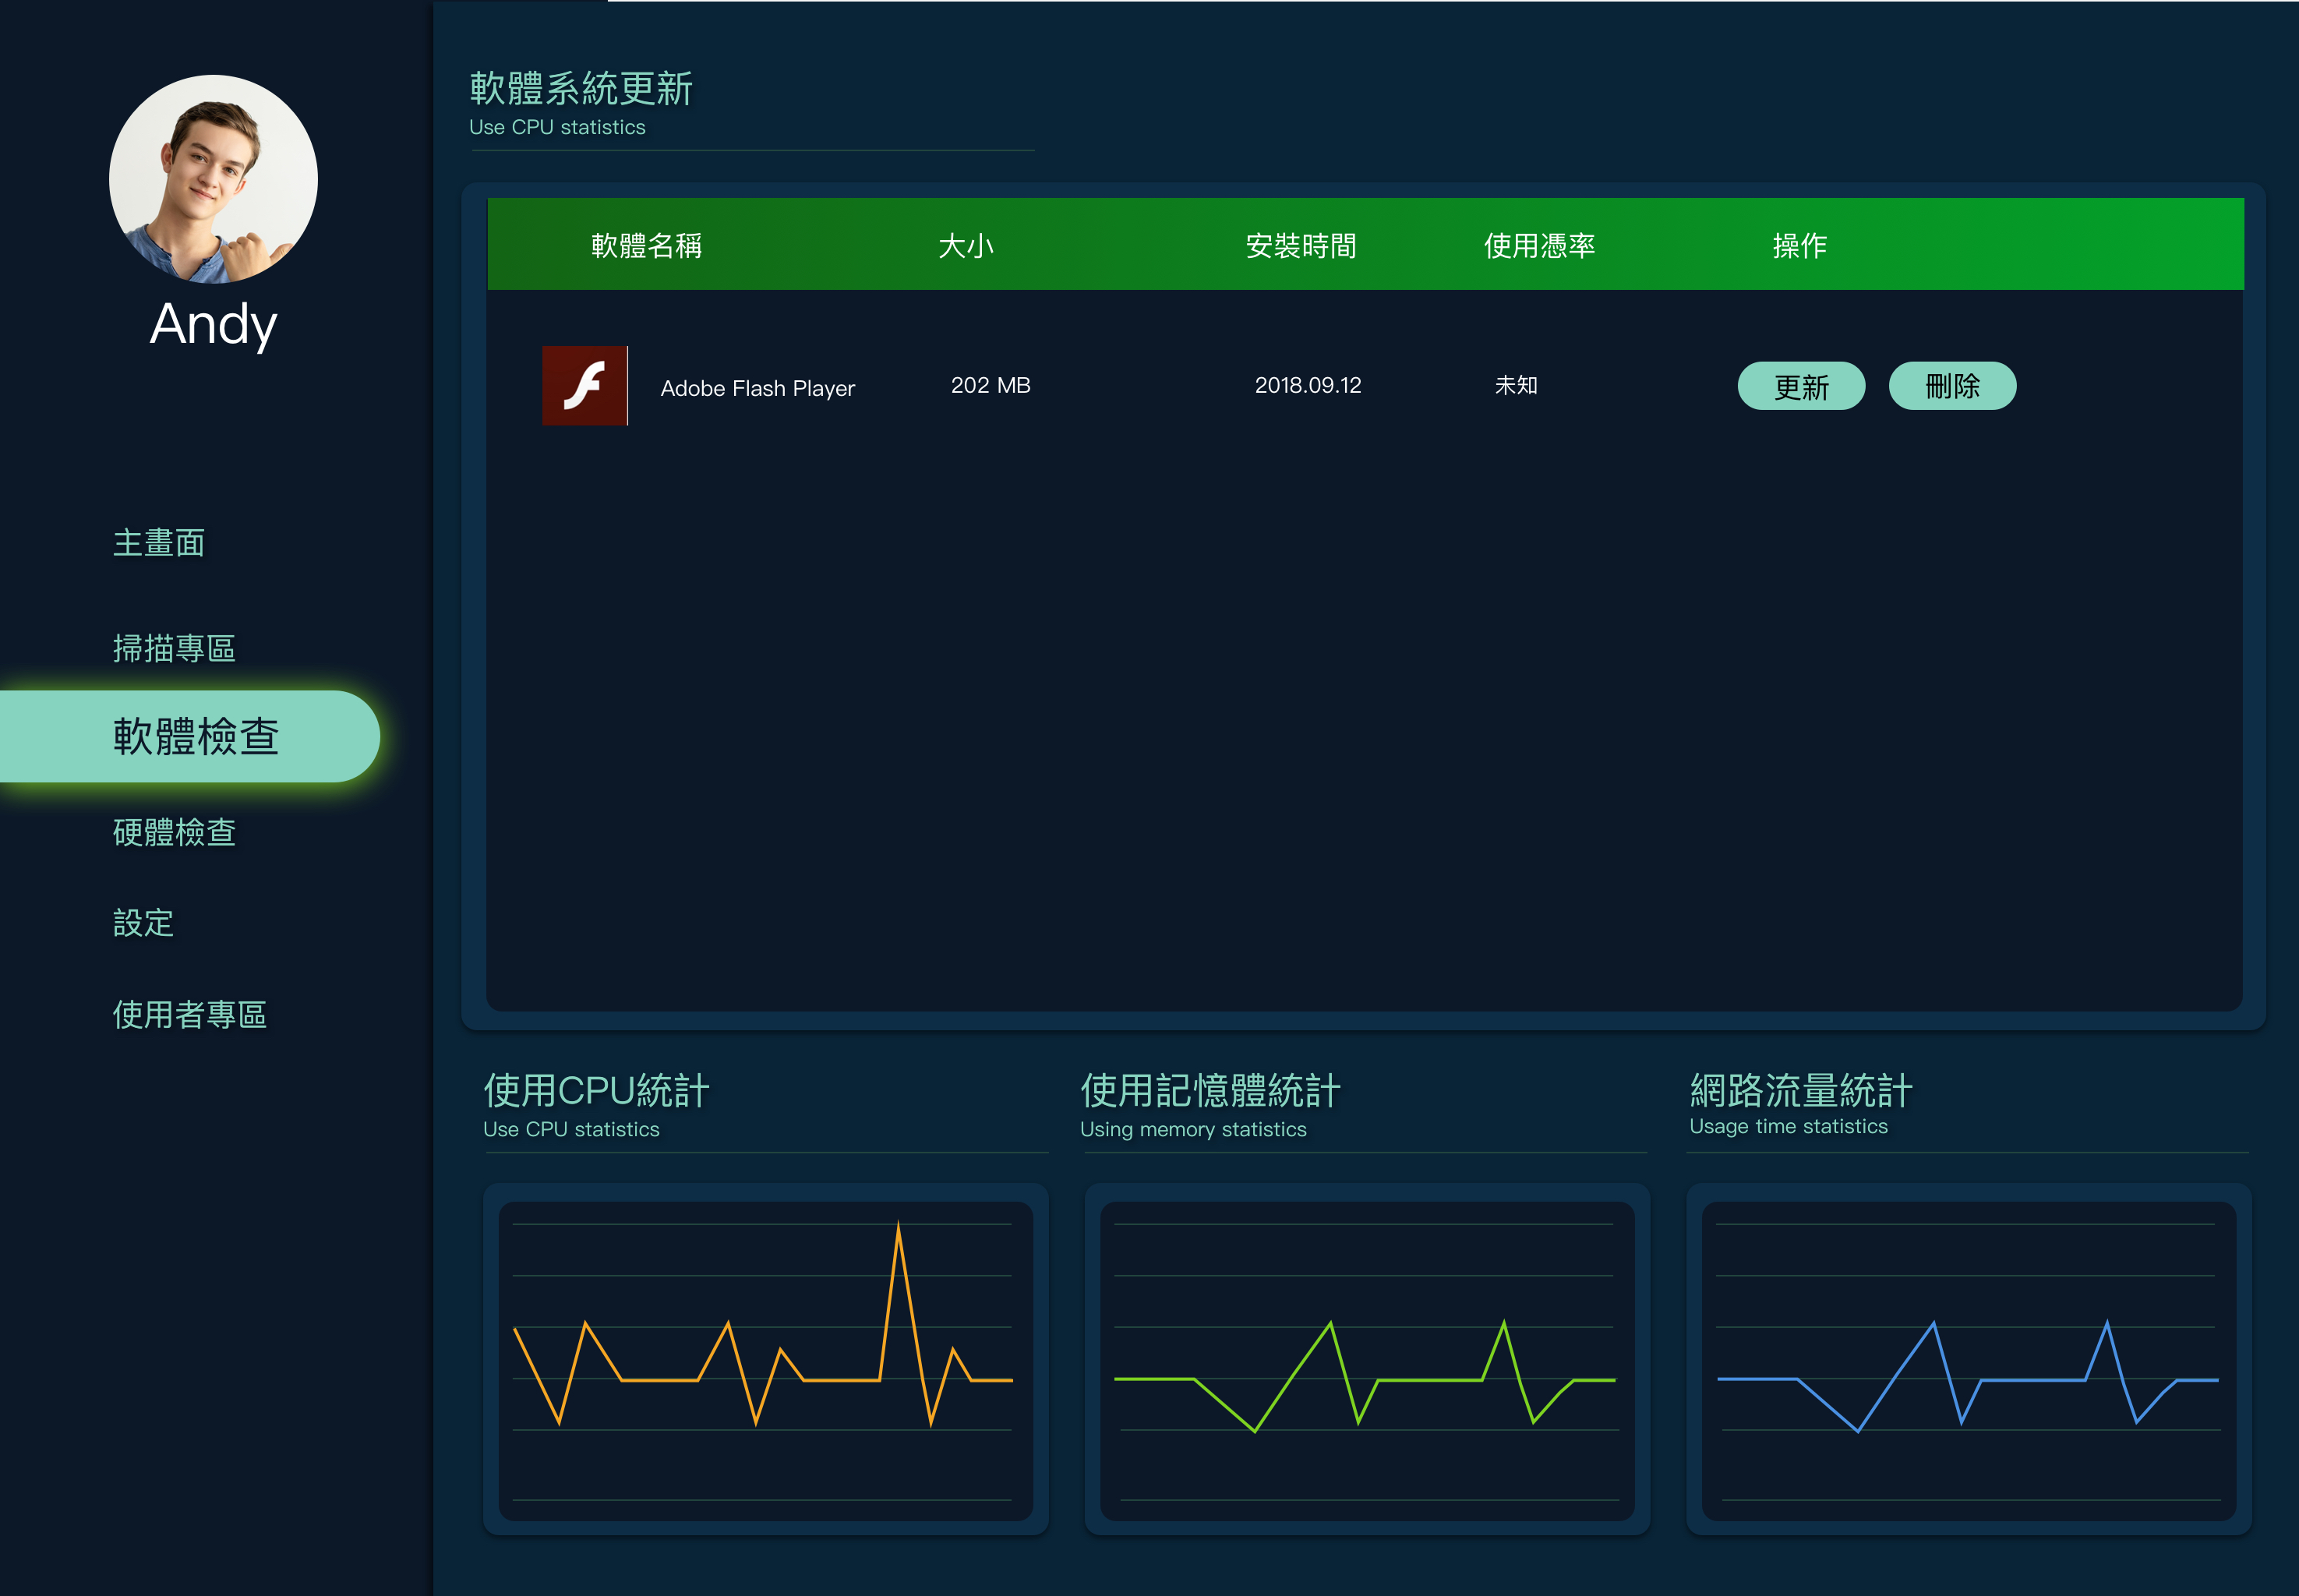 Andy
主畫面
掃描專區
軟體檢查
硬體檢查
設定
使用者專區
軟體系統更新
Use CPU statistics
軟體名稱 大小 安裝時間 使用憑率 操作
Adobe Flash Player 202 MB 2018.09.12 未知 更新 刪除
使用CPU統計
Use CPU statistics
使用記憶體統計
Using memory statistics
網路流量統計
Usage time statistics